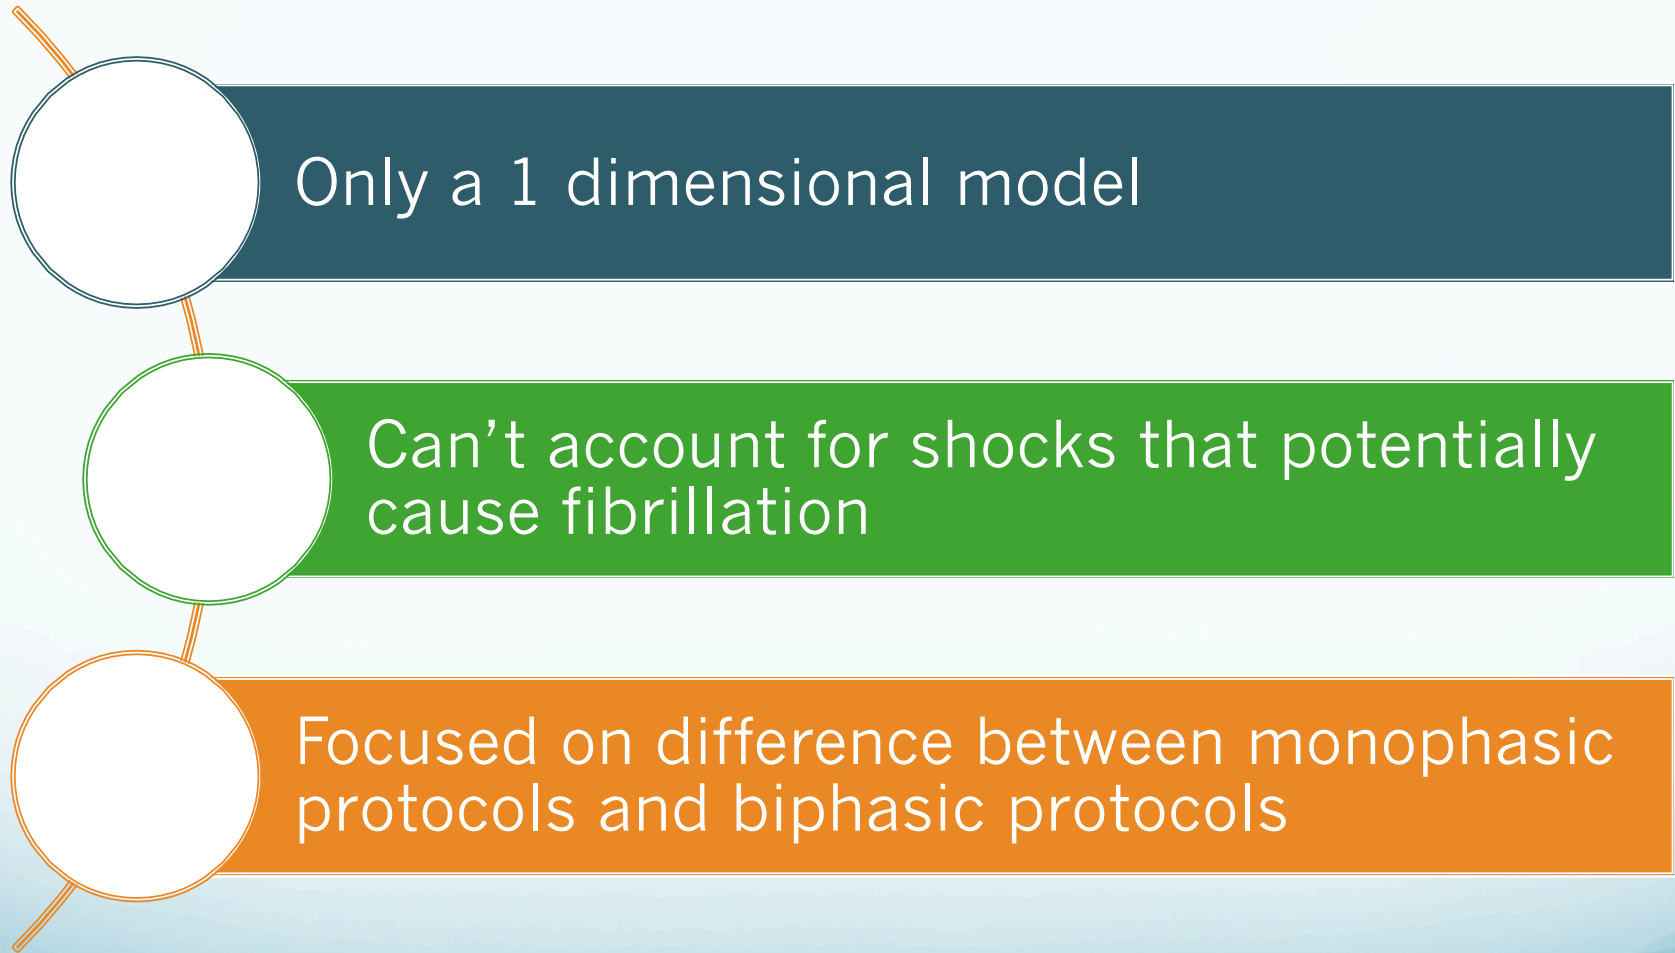 Only a 1 dimensional model
Can’t account for shocks that potentially
cause fibrillation
Focused on difference between monophasic
protocols and biphasic protocols